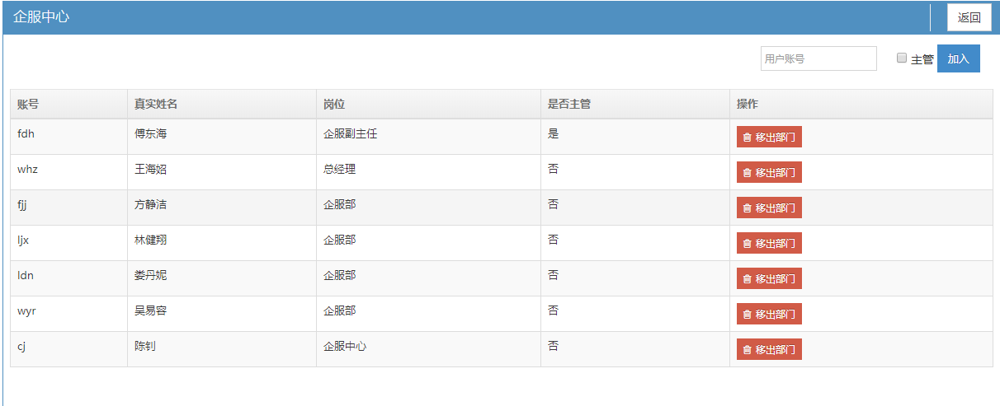 企服中心 返回
用户账号 主管 加入
账号 真实姓名 岗位 是否主管 操作
fdh 傅东海 企服副主任 是 移出部门
whz 王海妱 总经理 否 移出部门
fjj 方静洁 企服部 否 移出部门
ljx 林健翔 企服部 否 移出部门
ldn 娄丹妮 企服部 否 移出部门
wyr 吴易容 企服部 否 移出部门
cj 陈钊 企服中心 否 移出部门